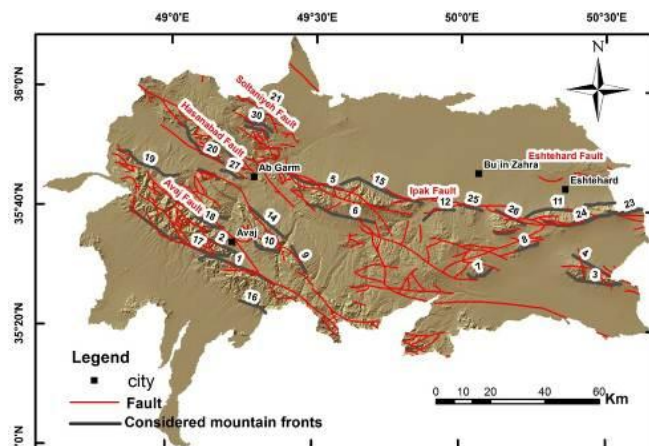 49°0'E 49°30'E 50°0'E 50°30'E
N
36°0'N
35°40'N
35°20'N
°0'N
Soltaniyeh Fault
21
30
Hasanabad Fault
20
27
Ab Garm
19
Avaj Fault
18
17
2
Avaj
1
10
14
9
16
5
15
6
Ipak Fault
12
25
Bu in Zahra
Eshtehard Fault
Eshtehard
11
26
24
23
8
7
4
3
Legend
city
Fault
Considered mountain fronts
0 10 20 40 60 Km